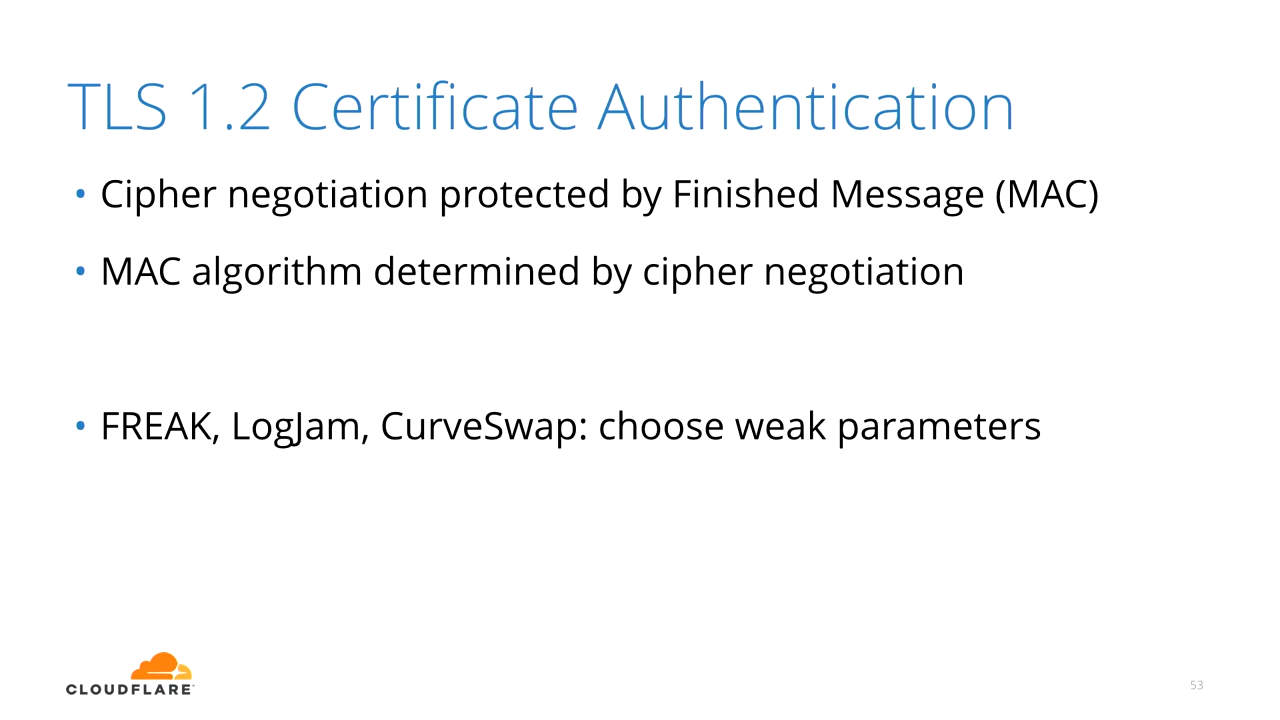 TLS 1.2 Certificate Authentication
• Cipher negotiation protected by Finished Message (MAC)
• MAC algorithm determined by cipher negotiation
• FREAK, LogJam, CurveSwap: choose weak parameters
CLOUDFLARE
53